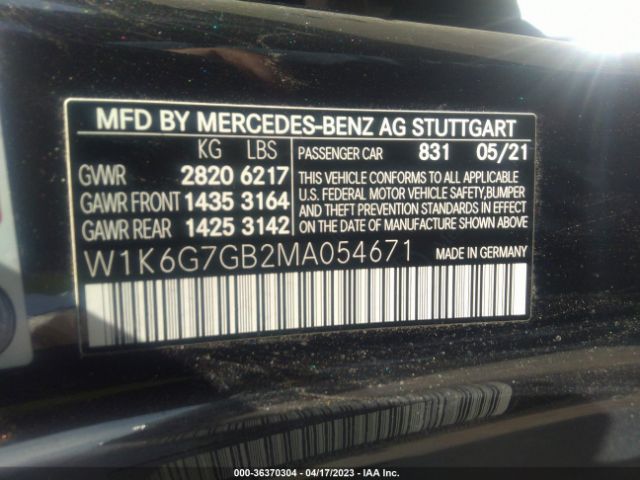 MFD BY MERCEDES-BENZ AG STUTTGART
KG LBS
GVWR 2820 6217
GAWR FRONT 1435 3164
GAWR REAR 1425 3142
PASSENGER CAR 831 05/21
THIS VEHICLE CONFORMS TO ALL APPLICABLE
U.S. FEDERAL MOTOR VEHICLE SAFETY,BUMPER
AND THEFT PREVENTION STANDARDS IN EFFECT
ON THE DATE OF MANUFACTURE SHOWN ABOVE
W1K6G7GB2MA054671 MADE IN GERMANY
000-36370304 - 04/17/2023 - IAA Inc.